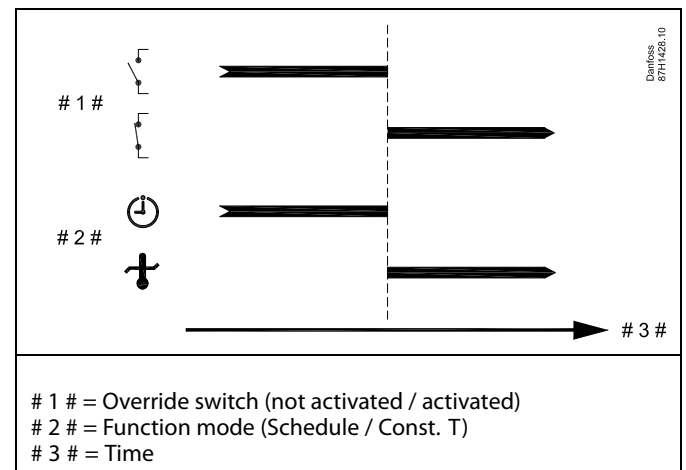 Danfoss
87H1428.10
# 1 #
# 2 #
# 3 #
# 1 # = Override switch (not activated / activated)
# 2 # = Function mode (Schedule / Const. T)
# 3 # = Time